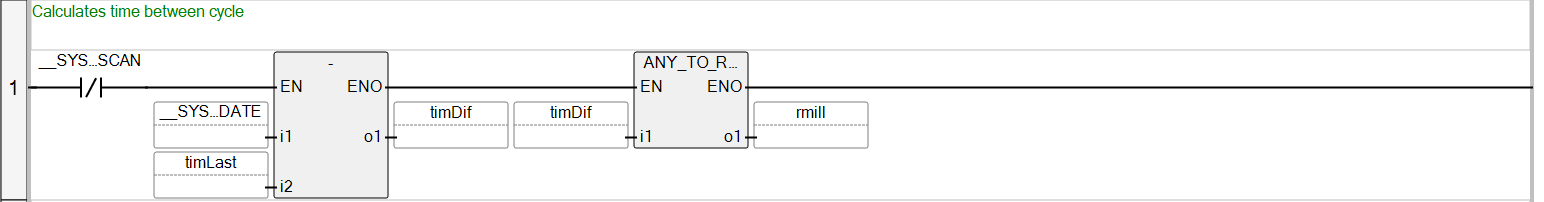 Calculates time between cycle
__SYS...SCAN
-
ANY_TO_R...
1
EN ENO
EN ENO
__SYS...DATE
timDif
timDif
rmill
i1 o1
i1 o1
timLast
i2